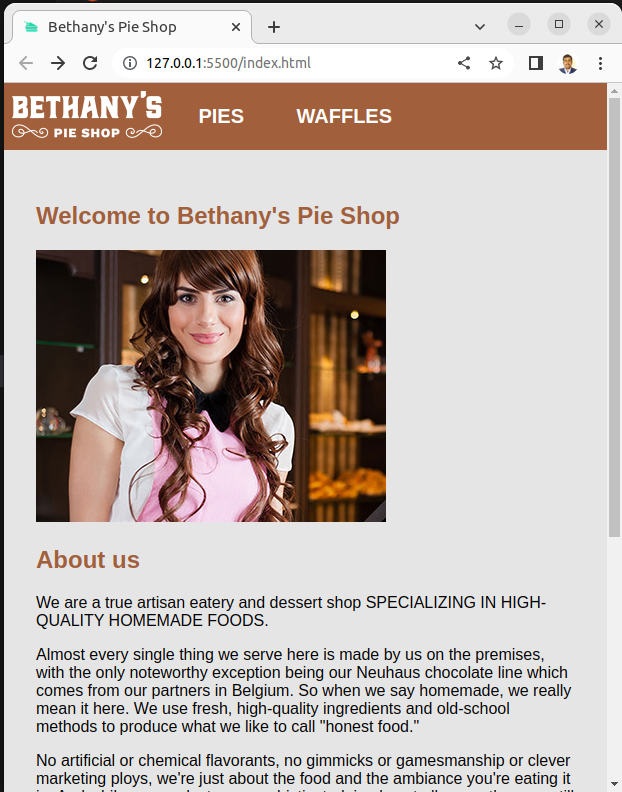 Bethany's Pie Shop
127.0.0.1:5500/index.html
BETHANY'S
PIE SHOP
PIES
WAFFLES
Welcome to Bethany's Pie Shop
About us
We are a true artisan eatery and dessert shop SPECIALIZING IN HIGH-
QUALITY HOMEMADE FOODS.
Almost every single thing we serve here is made by us on the premises,
with the only noteworthy exception being our Neuhaus chocolate line which
comes from our partners in Belgium. So when we say homemade, we really
mean it here. We use fresh, high-quality ingredients and old-school
methods to produce what we like to call "honest food."
No artificial or chemical flavorants, no gimmicks or gamesmanship or clever
marketing ploys, we're just about the food and the ambiance you're eating it